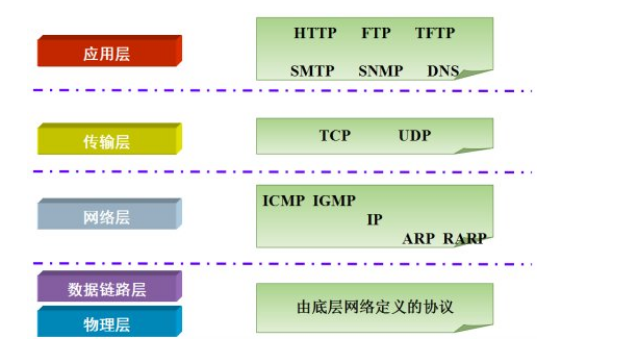 应用层
HTTP FTP TFTP
SMTP SNMP DNS
传输层
TCP UDP
网络层
ICMP IGMP
IP
ARP RARP
数据链路层
物理层
由底层网络定义的协议